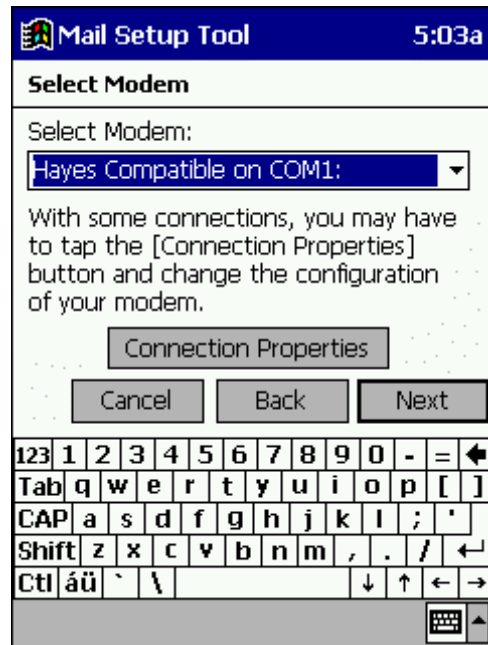 Mail Setup Tool 5:03a
Select Modem
Select Modem:
Hayes Compatible on COM1:
With some connections, you may have
to tap the [Connection Properties]
button and change the configuration
of your modem.
Connection Properties
Cancel Back Next
123 1 2 3 4 5 6 7 8 9 0 - = 🡄
Tab q w e r t y u i o p [ ]
CAP a s d f g h j k l ; '
Shift z x c v b n m , . / ↵
Ctl áü ` \ ↓ ↑ ← →